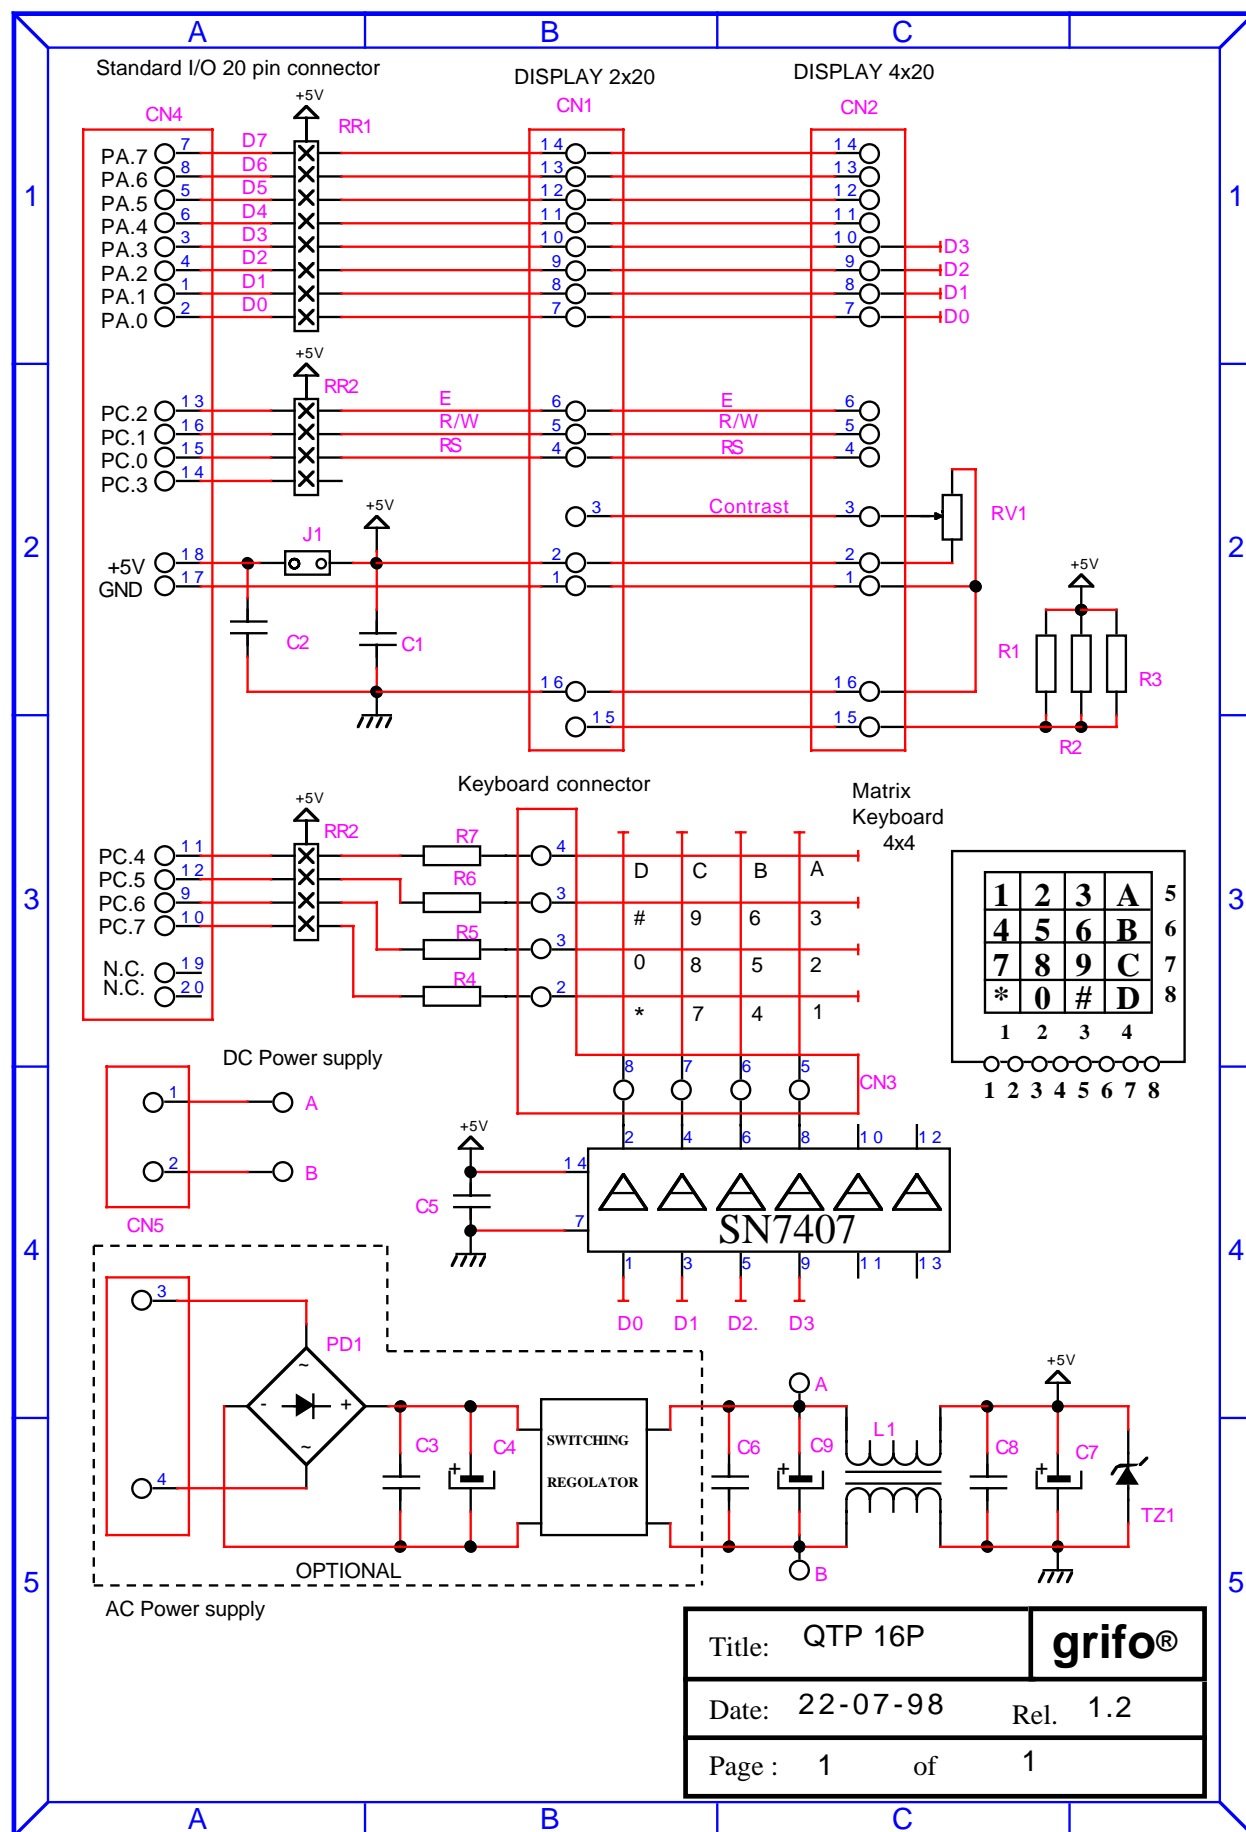 A B C
Standard I/O 20 pin connector
DISPLAY 2x20
DISPLAY 4x20
+5V
CN4 RR1 CN1 CN2
PA.7 7 D7 14 14
PA.6 8 D6 13 13
PA.5 5 D5 12 12
PA.4 6 D4 11 11
PA.3 3 D3 10 10 D3
PA.2 4 D2 9 9 D2
PA.1 1 D1 8 8 D1
PA.0 2 D0 7 7 D0
1 1
+5V
RR2
PC.2 13 E 6 E 6
PC.1 16 R/W 5 R/W 5
PC.0 15 RS 4 RS 4
PC.3 14
+5V
3 Contrast 3 RV1
J1
2 2
+5V 18 2 2
GND 17 1 1
+5V
C2 C1 R1 R3
16 16
15 15
R2
Keyboard connector
Matrix
Keyboard
4x4
+5V
RR2
PC.4 11 R7 4
PC.5 12 R6 3
PC.6 9 R5 3
PC.7 10 R4 2
N.C. 19
N.C. 20
D C B A
# 9 6 3
0 8 5 2
* 7 4 1
1 2 3 A 5
4 5 6 B 6
7 8 9 C 7
* 0 # D 8
1 2 3 4
1 2 3 4 5 6 7 8
3 3
8 7 6 5
CN3
DC Power supply
1 A
2 B
CN5
+5V
C5
2 4 6 8 10 12
14
7
SN7407
1 3 5 9 11 13
D0 D1 D2. D3
4 4
3
PD1
~
- +
~
4
C3 C4
+ 
SWITCHING
REGOLATOR
OPTIONAL
AC Power supply
A
C6 C9 L1 C8 C7
+ +
+5V
TZ1
B
5 5
Title: QTP 16P grifo®
Date: 22-07-98 Rel. 1.2
Page : 1 of 1
A B C